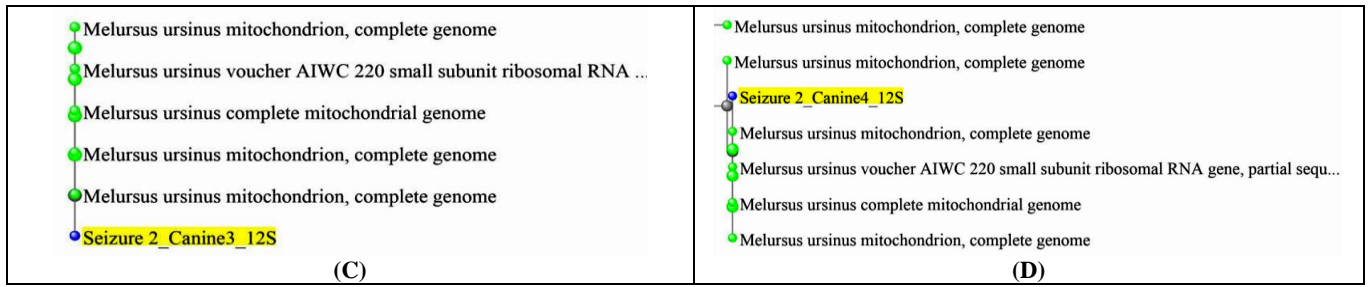 Melursus ursinus mitochondrion, complete genome
Melursus ursinus voucher AIWC 220 small subunit ribosomal RNA ...
Melursus ursinus complete mitochondrial genome
Melursus ursinus mitochondrion, complete genome
Melursus ursinus mitochondrion, complete genome
Seizure 2_Canine3_12S
(C)
Melursus ursinus mitochondrion, complete genome
Melursus ursinus mitochondrion, complete genome
Seizure 2_Canine4_12S
Melursus ursinus mitochondrion, complete genome
Melursus ursinus voucher AIWC 220 small subunit ribosomal RNA gene, partial sequ...
Melursus ursinus complete mitochondrial genome
Melursus ursinus mitochondrion, complete genome
(D)